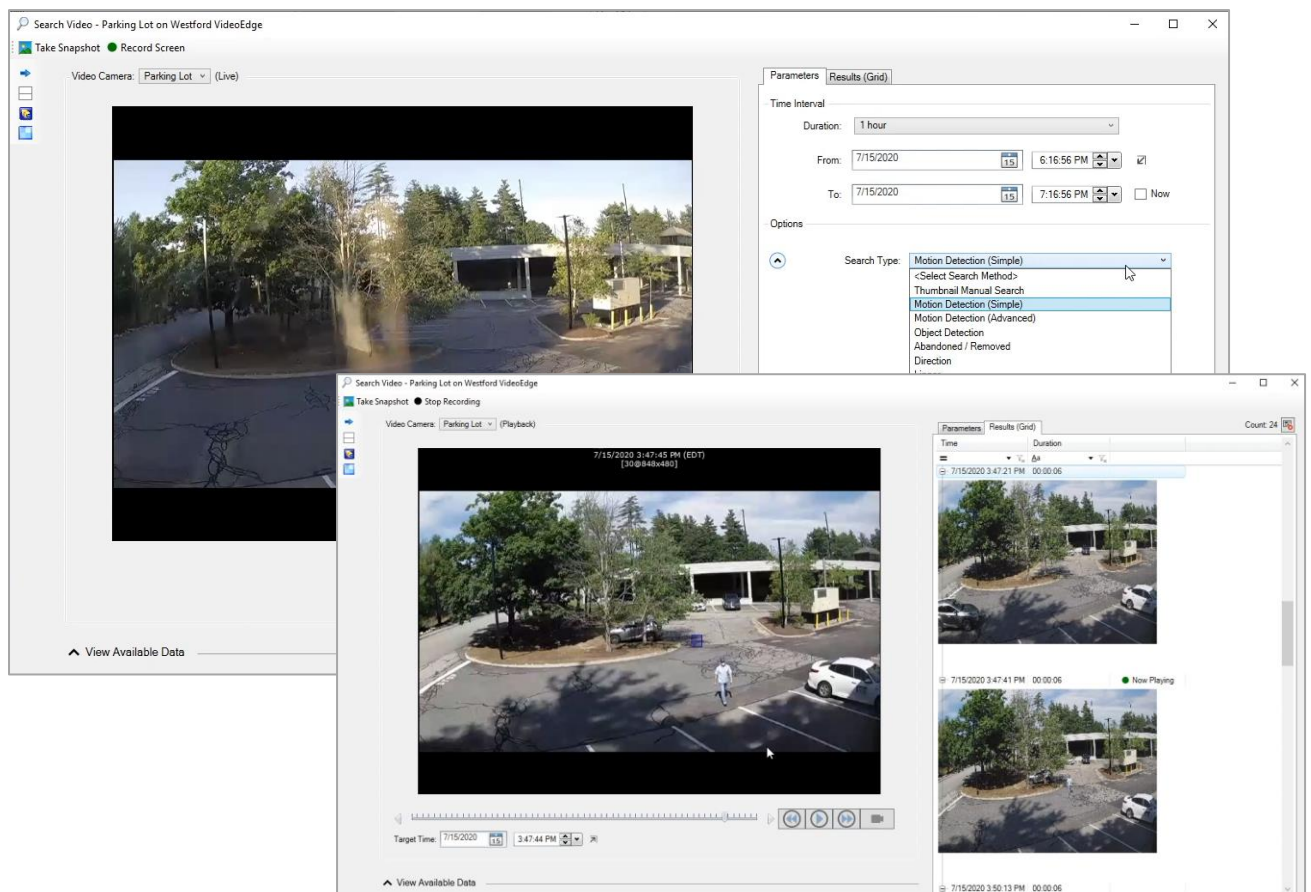 Search Video - Parking Lot on Westford VideoEdge
Take Snapshot Record Screen
Video Camera: Parking Lot (Live)
Parameters Results (Grid)
Time Interval
Duration: 1 hour
From: 7/15/2020 15 6:16:56 PM
To: 7/15/2020 15 7:16:56 PM Now
Options
Search Type: Motion Detection (Simple)
<Select Search Method>
Thumbnail Manual Search
Motion Detection (Simple)
Motion Detection (Advanced)
Object Detection
Abandoned / Removed
Direction
View Available Data
Search Video - Parking Lot on Westford VideoEdge
Take Snapshot Stop Recording
Video Camera: Parking Lot (Playback)
7/15/2020 3:47:45 PM (EDT)
[30@848x480]
Target Time: 7/15/2020 15 3:47:44 PM
View Available Data
Parameters Results (Grid) Count: 24
Time Duration
= Aa
7/15/2020 3:47:21 PM 00:00:06
7/15/2020 3:47:41 PM 00:00:06 Now Playing
7/15/2020 3:50:13 PM 00:00:06